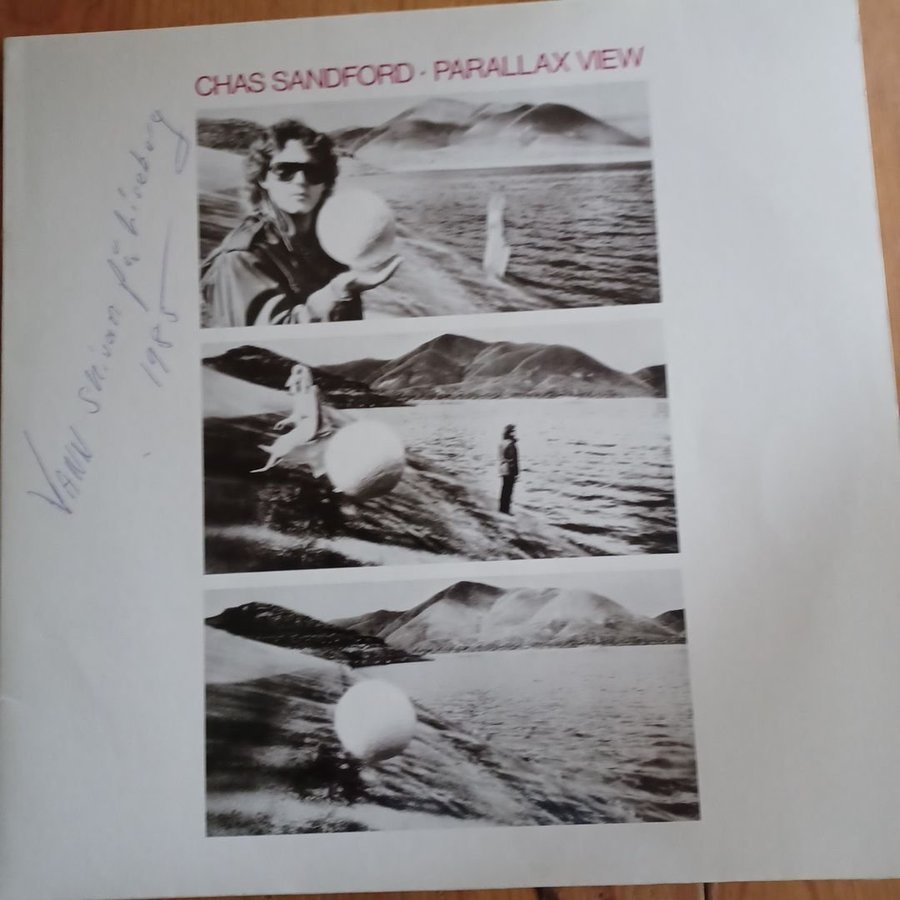 CHAS SANDFORD · PARALLAX VIEW
VANN skivan på Liseberg
1985